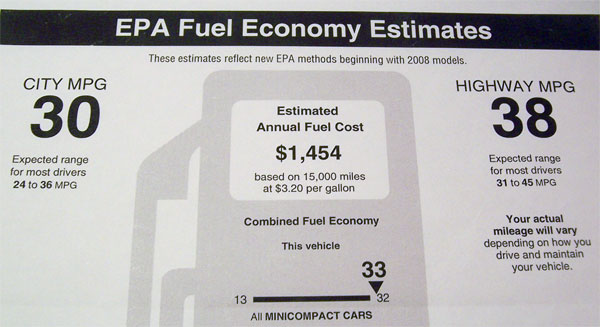 EPA Fuel Economy Estimates
These estimates reflect new EPA methods beginning with 2008 models.
CITY MPG
30
Expected range
for most drivers
24 to 36 MPG
Estimated
Annual Fuel Cost
$1,454
based on 15,000 miles
at $3.20 per gallon
HIGHWAY MPG
38
Expected range
for most drivers
31 to 45 MPG
Combined Fuel Economy
This vehicle
33
13 32
All MINICOMPACT CARS
Your actual
mileage will vary
depending on how you
drive and maintain
your vehicle.